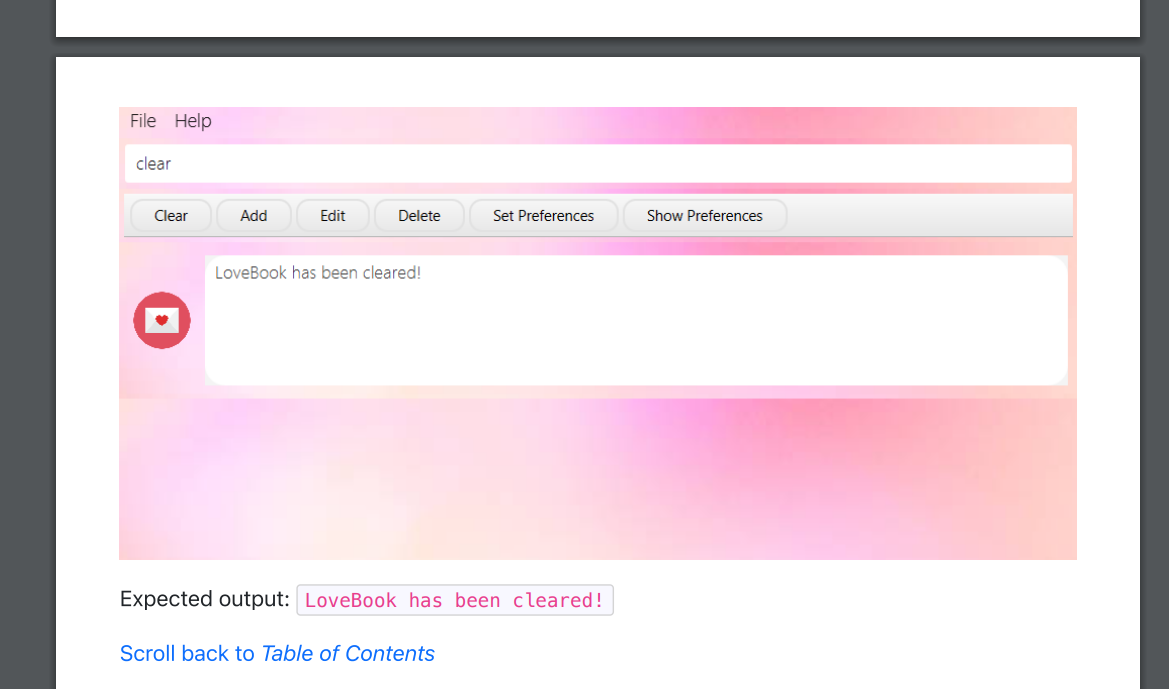 File Help
clear
Clear Add Edit Delete Set Preferences Show Preferences
LoveBook has been cleared!
Expected output: LoveBook has been cleared!
Scroll back to Table of Contents